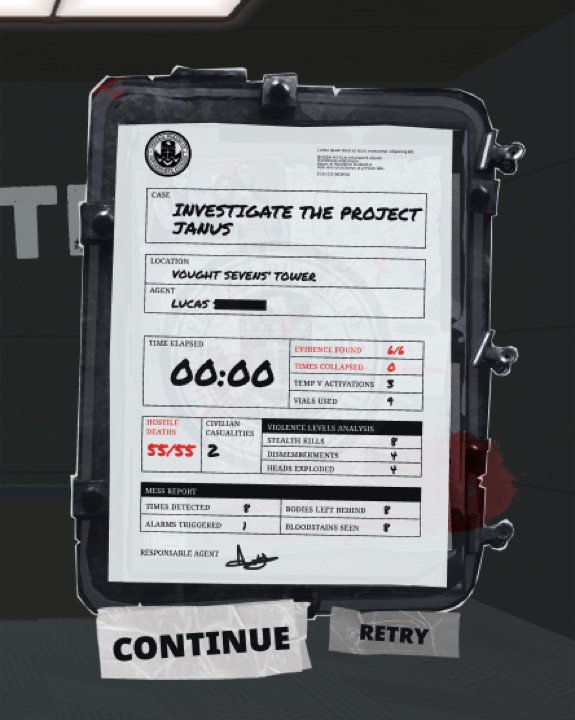 CASE
INVESTIGATE THE PROJECT
JANUS
LOCATION
VOUGHT SEVENS' TOWER
AGENT
LUCAS
TIME ELAPSED
00:00
EVIDENCE FOUND 6/6
TIMES COLLAPSED 0
TEMP V ACTIVATIONS 3
VIALS USED 9
HOSTILE
DEATHS
55/55
CIVILIAN
CASUALITIES
2
VIOLENCE LEVELS ANALYSIS
STEALTH KILLS 8
DISMEMBERMENTS 4
HEADS EXPLODED 4
MESS REPORT
TIMES DETECTED 8
BODIES LEFT BEHIND 8
ALARMS TRIGGERED 1
BLOODSTAINS SEEN 8
RESPONSABLE AGENT
CONTINUE
RETRY